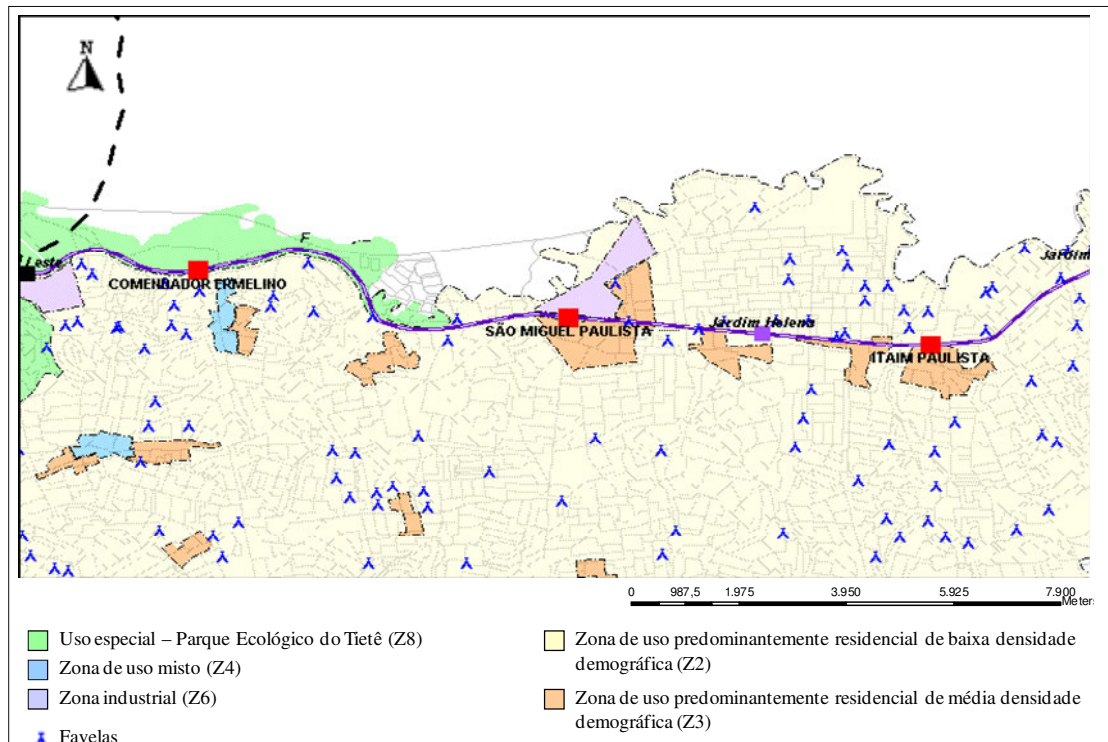 N
Leste
F
COMENDADOR ERMELINO
SÃO MIGUEL PAULISTA
Jardim Helena
ITAIM PAULISTA
Jardim
0 987,5 1.975 3.950 5.925 7.900
Meters
Uso especial – Parque Ecológico do Tietê (Z8)
Zona de uso misto (Z4)
Zona industrial (Z6)
Favelas
Zona de uso predominantemente residencial de baixa densidade
demográfica (Z2)
Zona de uso predominantemente residencial de média densidade
demográfica (Z3)